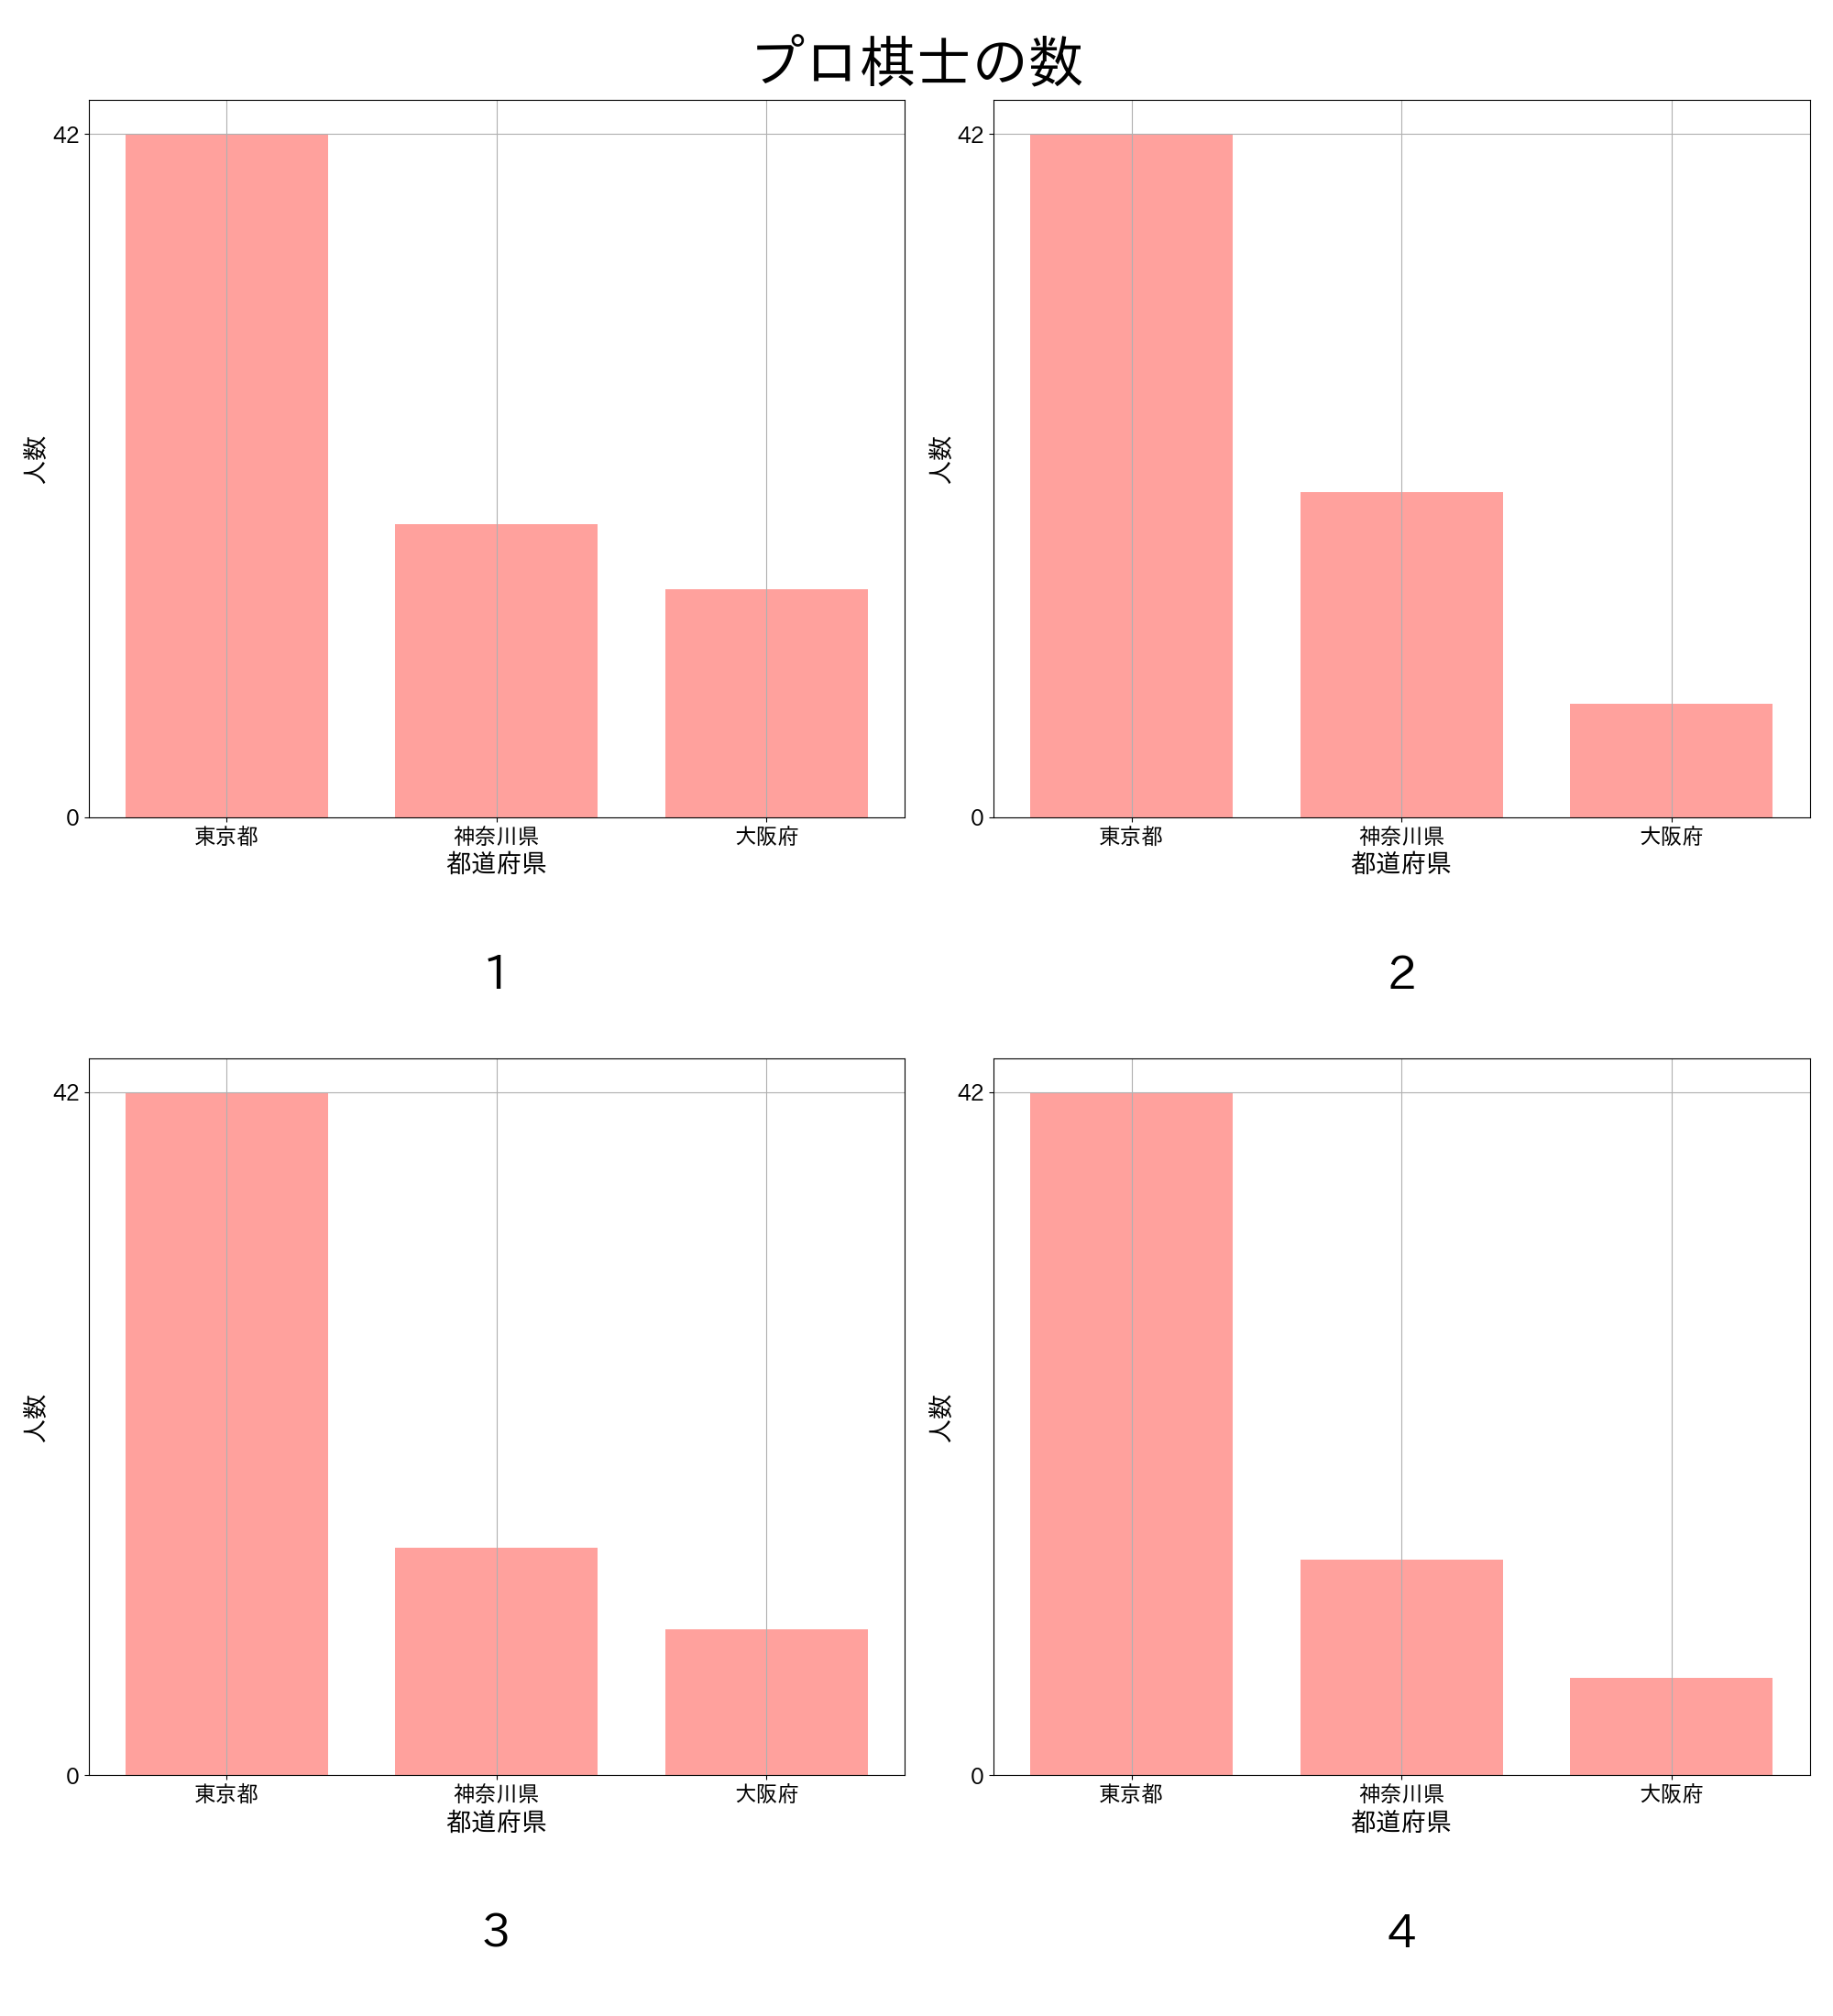 プロ棋士の数
42
人数
0
東京都 神奈川県 大阪府
都道府県
1
42
人数
0
東京都 神奈川県 大阪府
都道府県
2
42
人数
0
東京都 神奈川県 大阪府
都道府県
3
42
人数
0
東京都 神奈川県 大阪府
都道府県
4